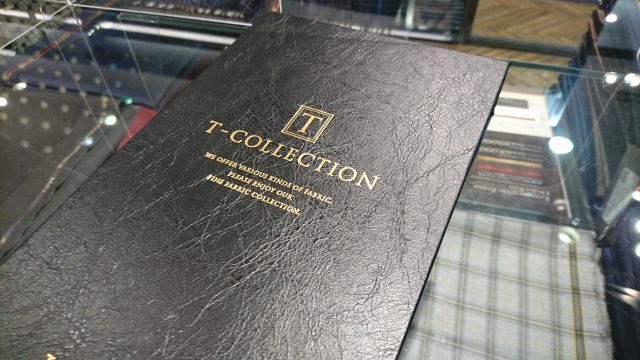 T
T-COLLECTION
WE OFFER VARIOUS KINDS OF FABRIC.
PLEASE ENJOY OUR
FINE FABRIC COLLECTION.